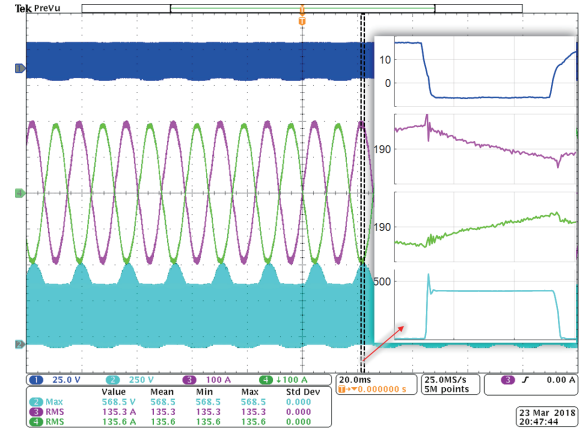 Tek PreVu
T
T
1
10
0
190
3
190
500
2
1 25.0 V 2 250 V 3 100 A 4 ↓100 A
20.0ms
T→▾0.000000 s
25.0MS/s
5M points
3 ƒ 0.00 A
Value Mean Min Max Std Dev
2 Max 568.5 V 568.5 568.5 568.5 0.000
3 RMS 135.3 A 135.3 135.3 135.3 0.000
4 RMS 135.6 A 135.6 135.6 135.6 0.000
23 Mar 2018
20:47:44